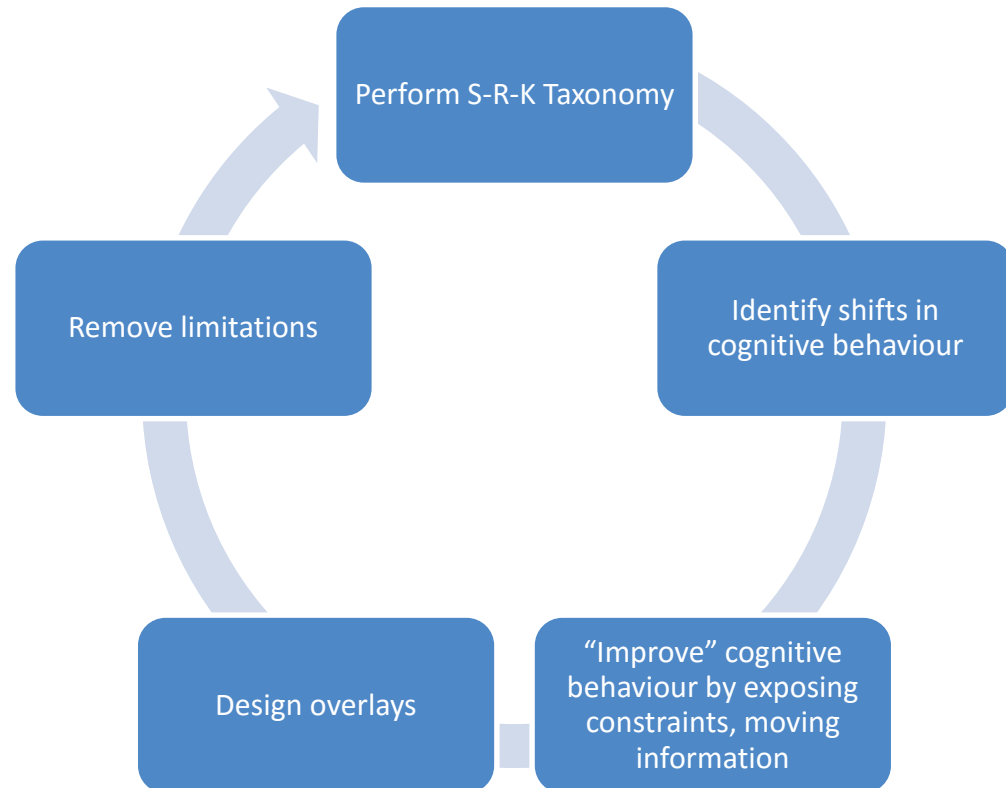 Perform S-R-K Taxonomy
Identify shifts in
cognitive behaviour
“Improve” cognitive
behaviour by exposing
constraints, moving
information
Design overlays
Remove limitations